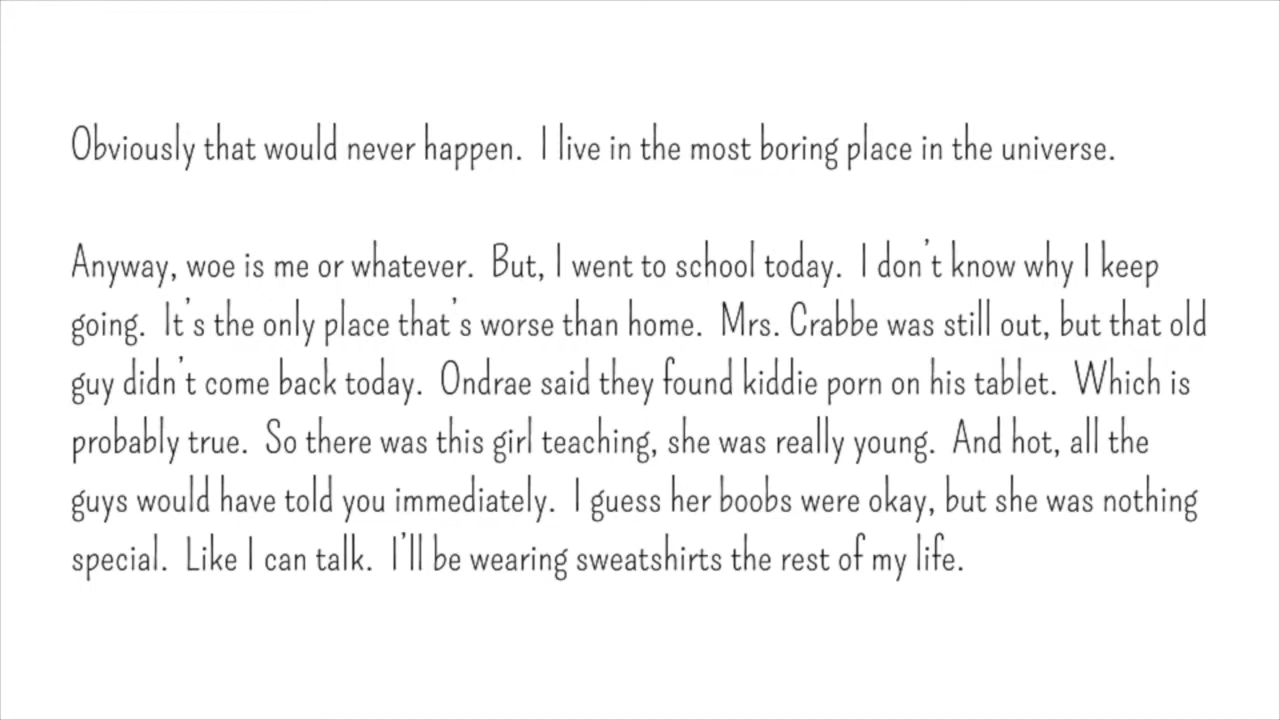 Obviously that would never happen.  I live in the most boring place in the universe.
Anyway, woe is me or whatever.  But, I went to school today.  I don't know why I keep
going.  It's the only place that's worse than home.  Mrs. Crabbe was still out, but that old
guy didn't come back today.  Ondrae said they found kiddie porn on his tablet.  Which is
probably true.  So there was this girl teaching, she was really young.  And hot, all the
guys would have told you immediately.  I guess her boobs were okay, but she was nothing
special.  Like I can talk.  I'll be wearing sweatshirts the rest of my life.